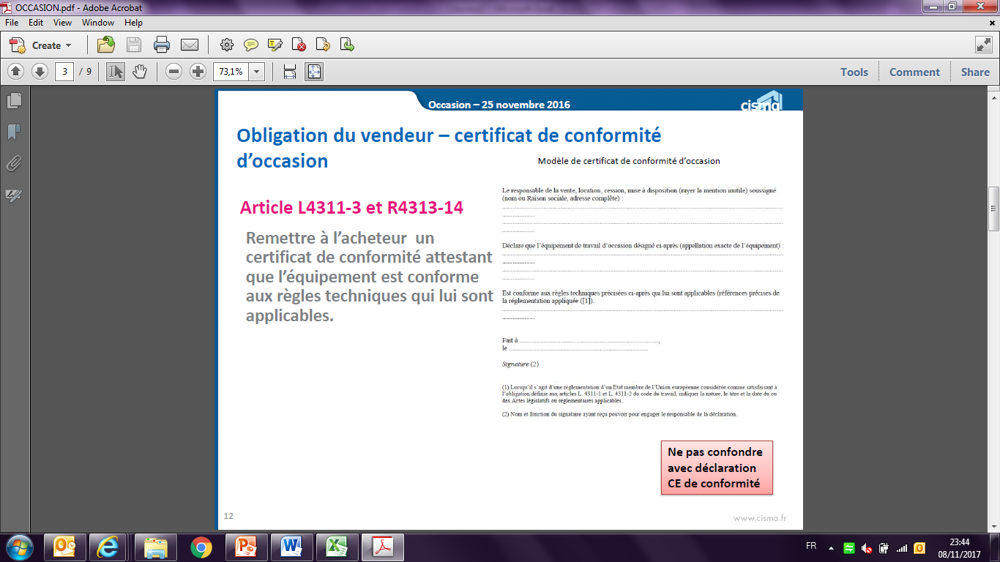 OCCASION.pdf - Adobe Acrobat
File Edit View Window Help
Create
3 / 9 73,1% Tools Comment Share
Occasion – 25 novembre 2016
cisma
Obligation du vendeur – certificat de conformité
d’occasion
Modèle de certificat de conformité d’occasion
Article L4311-3 et R4313-14
Remettre à l’acheteur un
certificat de conformité attestant
que l’équipement est conforme
aux règles techniques qui lui sont
applicables.
Le responsable de la vente, location, cession, mise à disposition (rayer la mention inutile) soussigné
(nom ou Raison sociale, adresse complète) :
Déclare que l’équipement de travail d’occasion désigné ci-après (appellation exacte de l’équipement) :
Est conforme aux règles techniques précisées ci-après qui lui sont applicables (références précises de
la réglementation appliquée ([1]).
Fait à ....................................................................,
le ....................................................................
Signature (2)
(1) Lorsqu’il s’agit d’une réglementation d’un Etat membre de l’Union européenne considérée comme satisfaisant à
l’obligation définie aux articles L. 4311-1 et L. 4311-2 du code du travail, indiquer la nature, le titre et la date du ou
des Actes législatifs ou réglementaires applicables.
(2) Nom et fonction du signataire ayant reçu pouvoir pour engager le responsable de la déclaration.
Ne pas confondre
avec déclaration
CE de conformité
12
www.cisma.fr
FR
23:44
08/11/2017